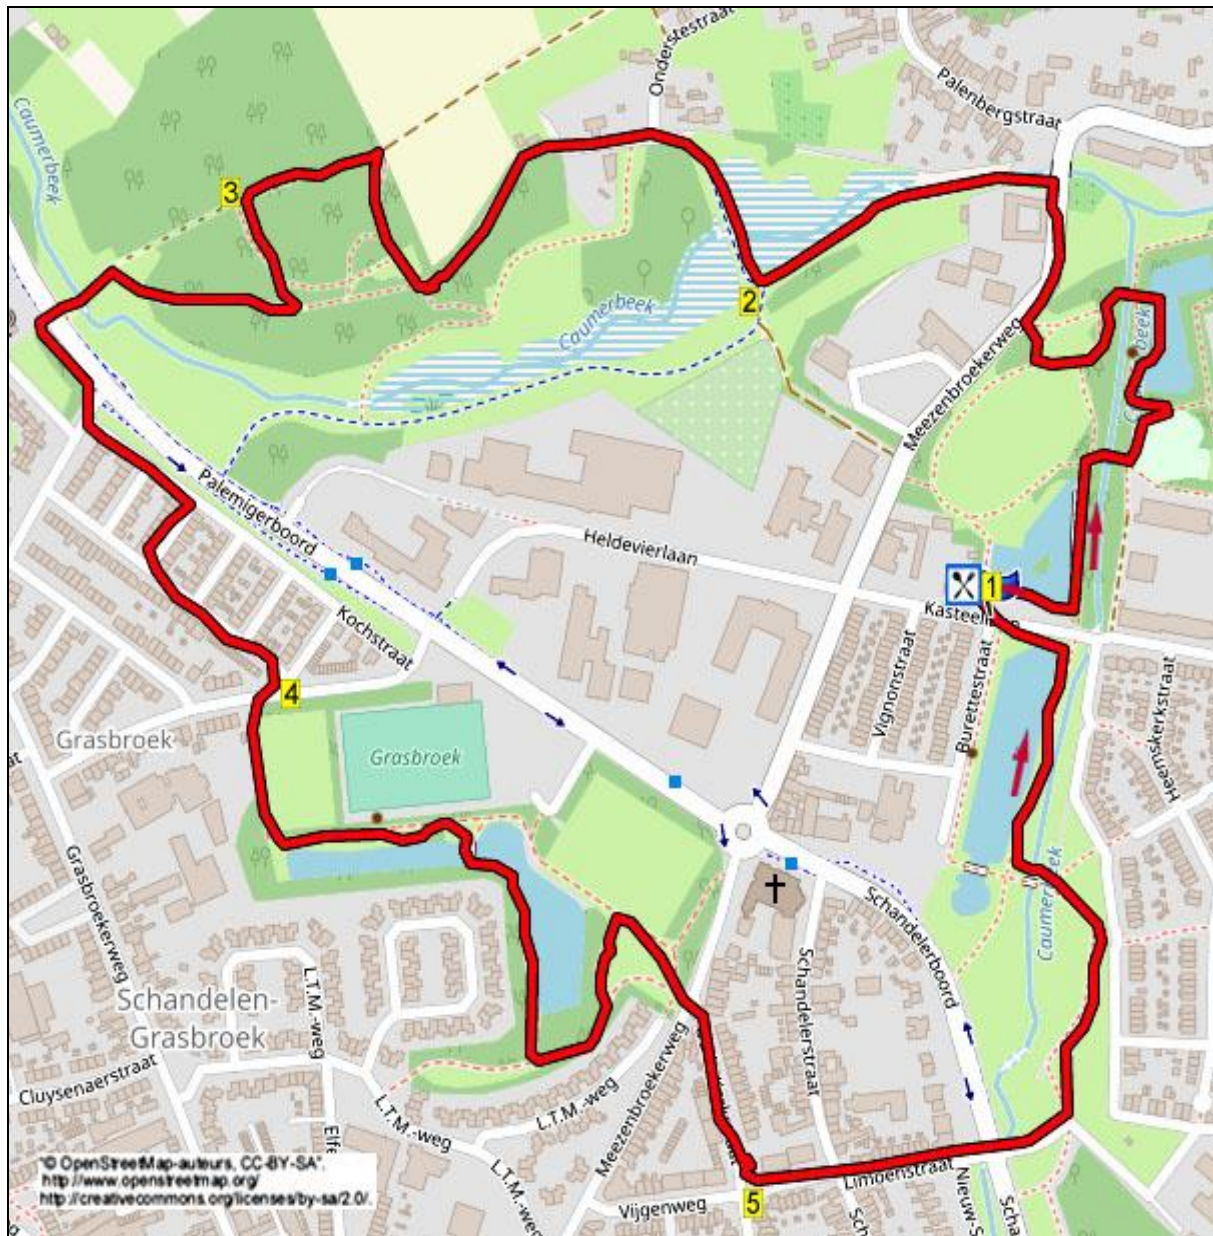 Onderstestraat
Palenbergstraat
Caumerbeek
3
2
Caumerbeek
beek
Meezenbroekerweg
Palemigerboord
Heldevierlaan
1
Kochstraat
Vignonstraat
Burettestraat
Heemskerkstraat
4
Grasbroek
Grasbroek
Caumerbeek
Grasbroekerweg
Schandelerboord
Schandelerstraat
L.T.M.-weg
Schandelen-
Grasbroek
Cluysenaerstraat
L.T.M.-weg
L.T.M.-weg
Meezenbroekerweg
L.T.M.-weg
Limoenstraat
5
Vijgenweg
"© OpenStreetMap-auteurs, CC-BY-SA",
http://www.openstreetmap.org/
http://creativecommons.org/licenses/by-sa/2.0/.